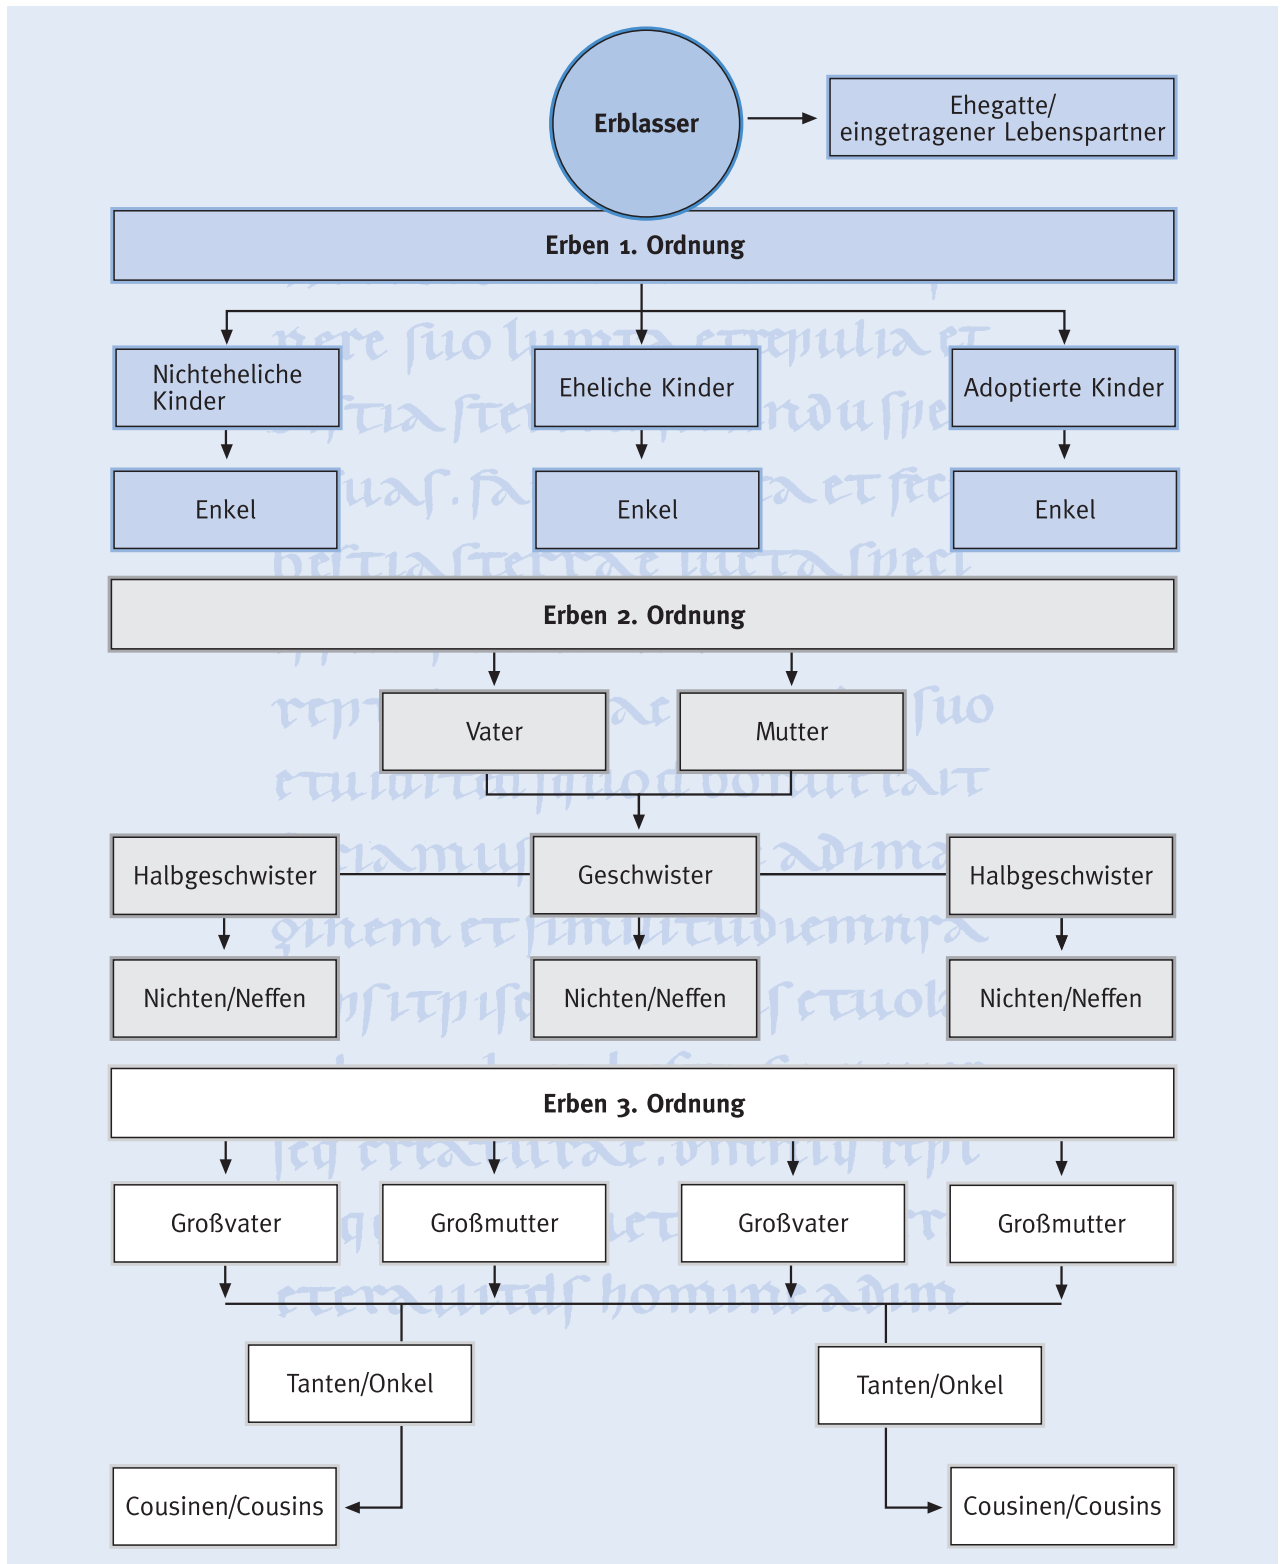 Erblasser
Ehegatte/
eingetragener Lebenspartner
Erben 1. Ordnung
Nichteheliche
Kinder
Eheliche Kinder
Adoptierte Kinder
Enkel
Enkel
Enkel
Erben 2. Ordnung
Vater
Mutter
Halbgeschwister
Geschwister
Halbgeschwister
Nichten/Neffen
Nichten/Neffen
Nichten/Neffen
Erben 3. Ordnung
Großvater
Großmutter
Großvater
Großmutter
Tanten/Onkel
Tanten/Onkel
Cousinen/Cousins
Cousinen/Cousins